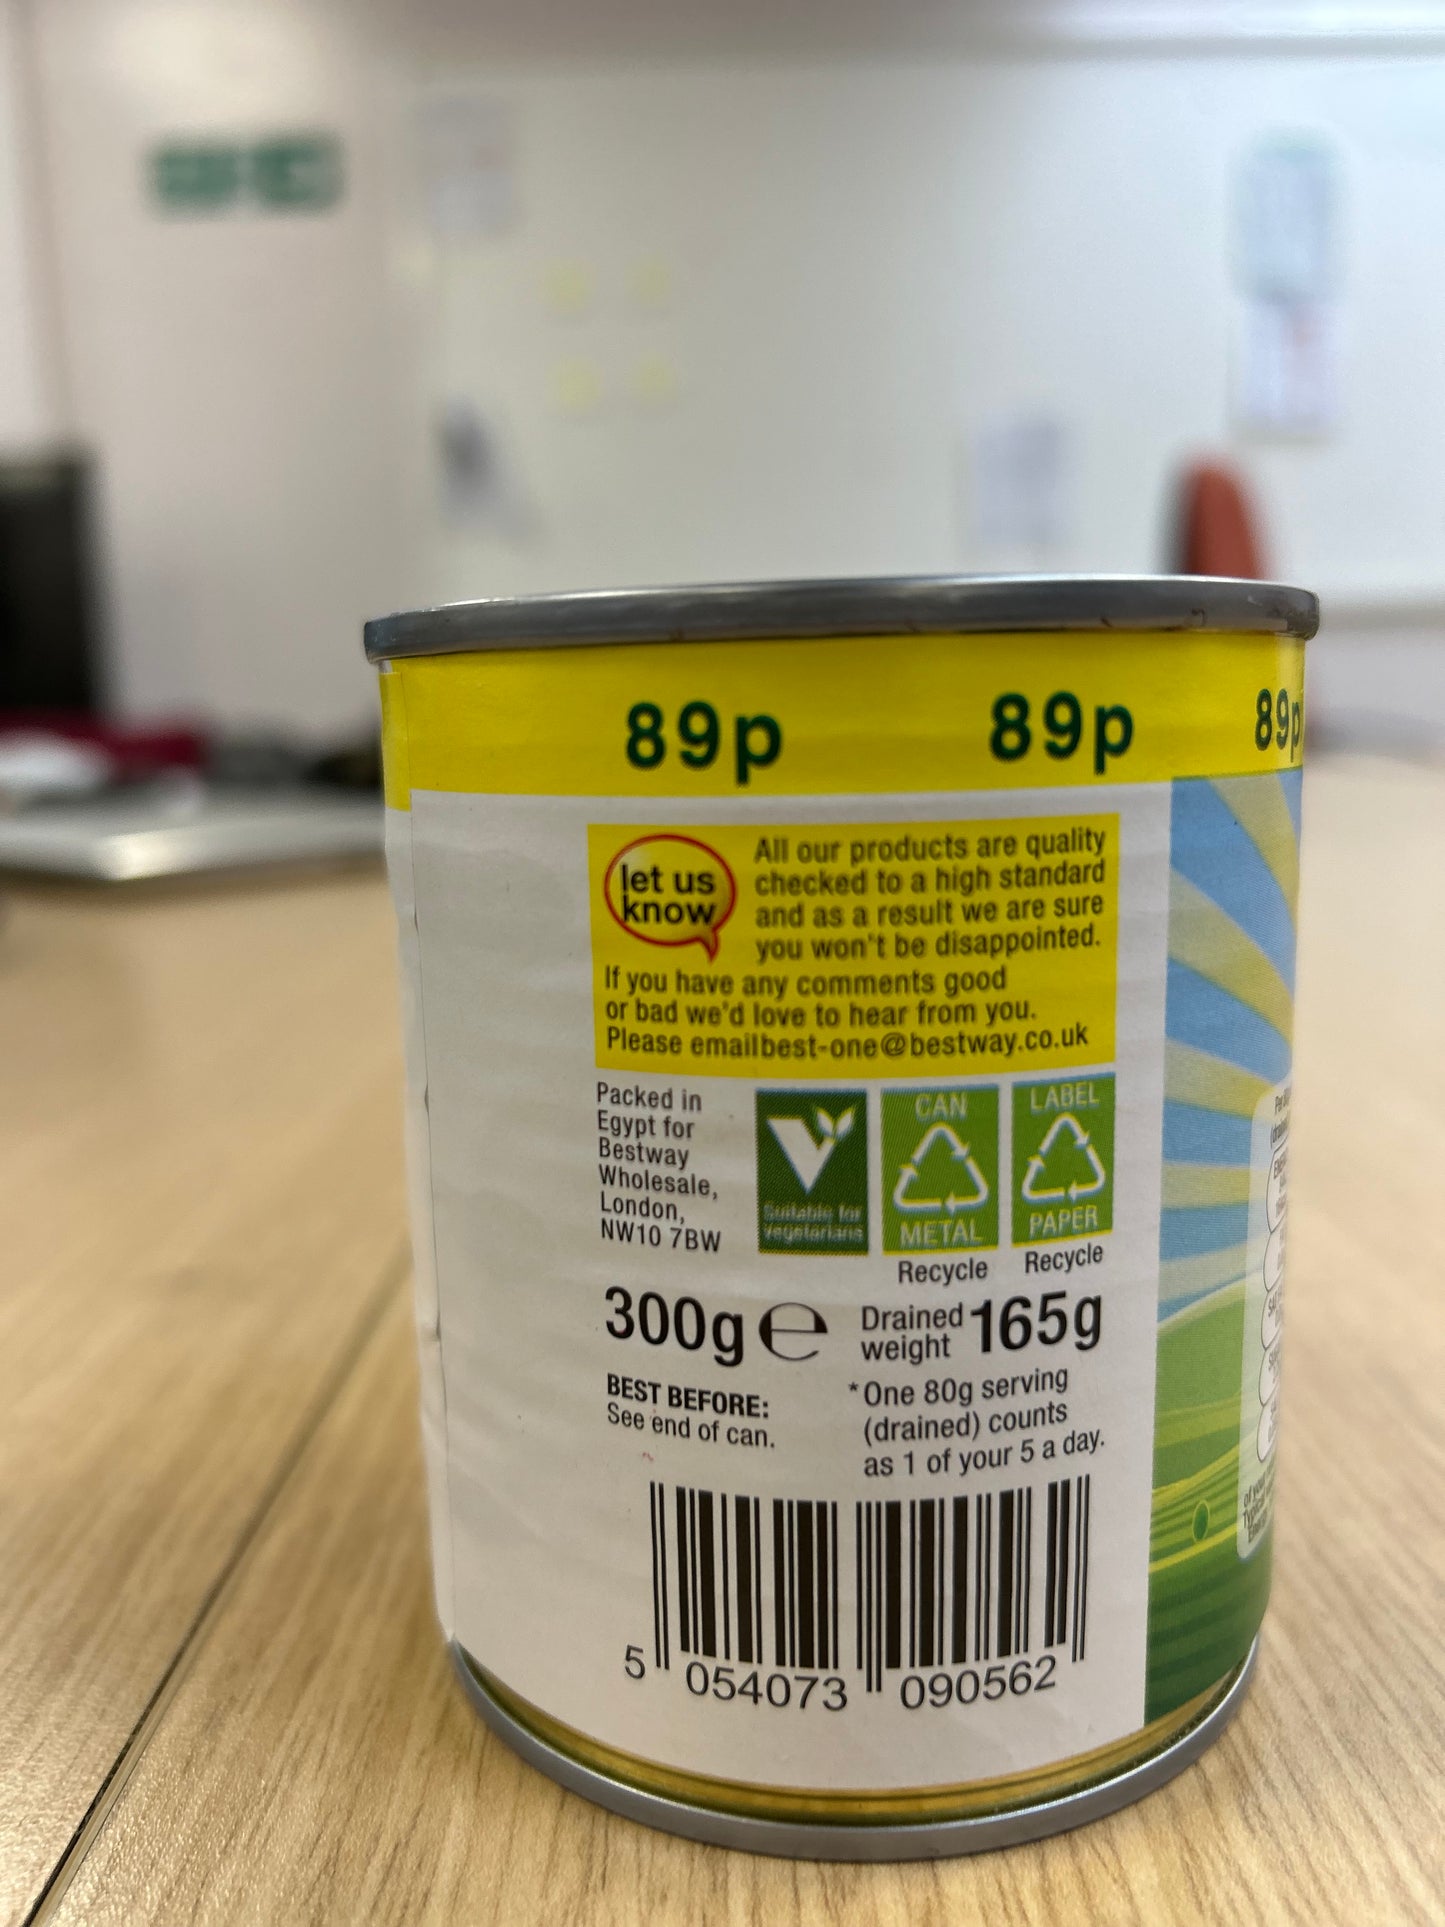 89p 89p 89p
let us
know
All our products are quality
checked to a high standard
and as a result we are sure
you won't be disappointed.
If you have any comments good
or bad we'd love to hear from you.
Please emailbest-one@bestway.co.uk
Packed in
Egypt for
Bestway
Wholesale,
London,
NW10 7BW
Suitable for
vegetarians
CAN
METAL
Recycle
LABEL
PAPER
Recycle
300g e
Drained
weight
165g
BEST BEFORE:
See end of can.
*One 80g serving
(drained) counts
as 1 of your 5 a day.
5 054073 090562